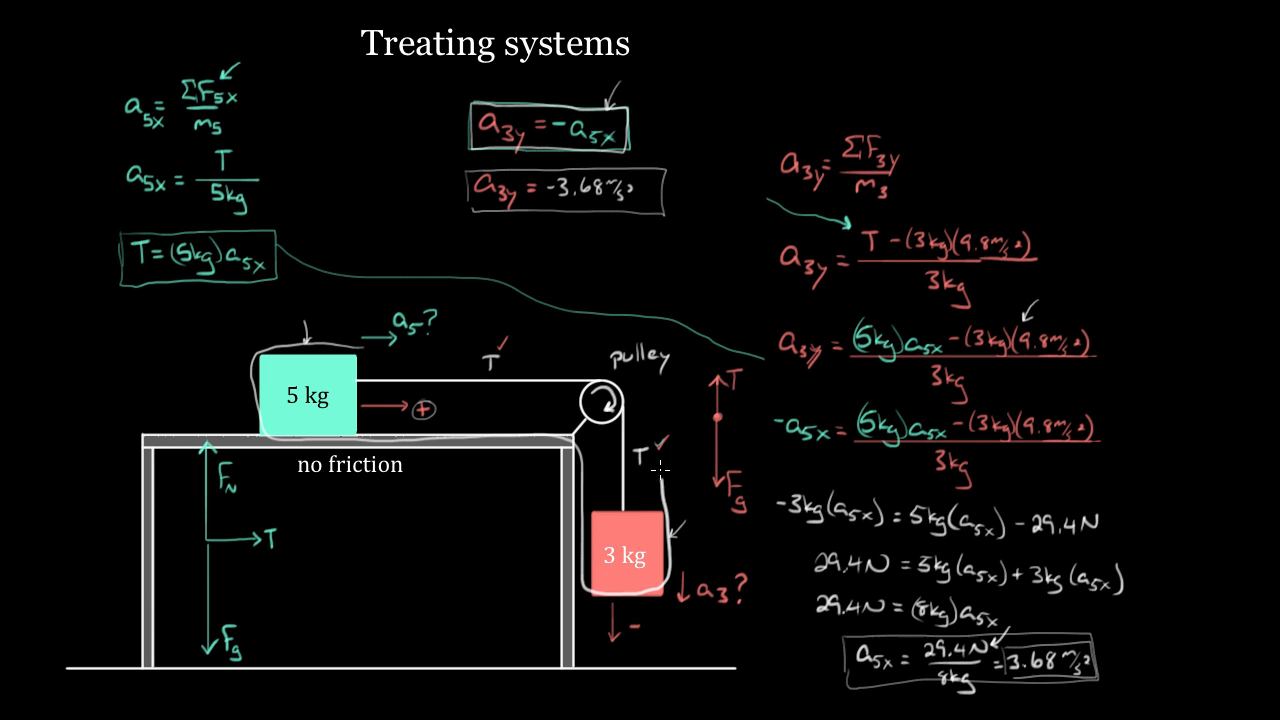 Treating systems
a₅ₓ = ΣF₅ₓ / m₅
a₅ₓ = T / 5kg
T = (5kg) a₅ₓ
a₃y = -a₅ₓ
a₃y = -3.68 m/s²
a₃y = ΣF₃y / m₃
a₃y = T - (3kg)(9.8 m/s²) / 3kg
a₃y = (5kg)a₅ₓ - (3kg)(9.8 m/s²) / 3kg
-a₅ₓ = (5kg)a₅ₓ - (3kg)(9.8 m/s²) / 3kg
-3kg(a₅ₓ) = 5kg(a₅ₓ) - 29.4N
29.4N = 5kg(a₅ₓ) + 3kg(a₅ₓ)
29.4N = (8kg)a₅ₓ
a₅ₓ = 29.4N / 8kg = 3.68 m/s²
a₅?
5 kg
+
T
pulley
no friction
T
3 kg
a₃?
-
T
Fg
F_N
T
Fg